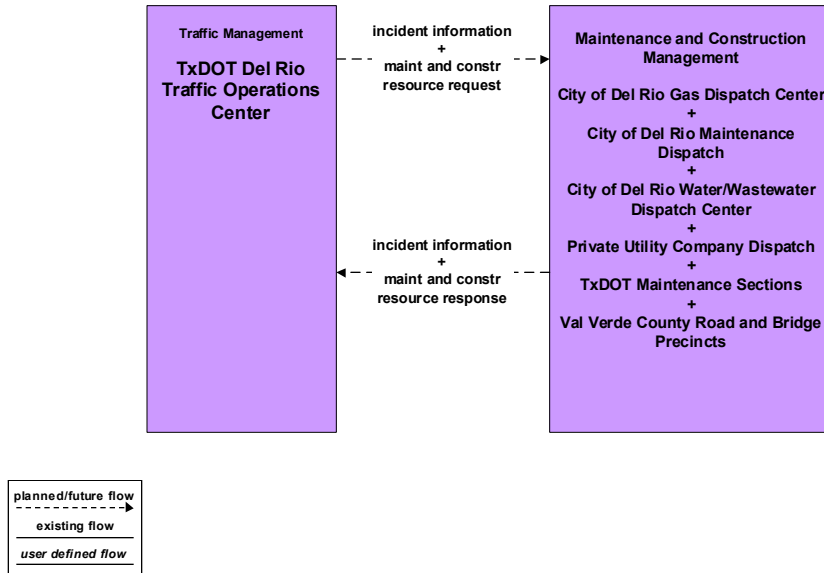 Traffic Management
TxDOT Del Rio
Traffic Operations
Center
incident information
+
maint and constr
resource request
Maintenance and Construction
Management
City of Del Rio Gas Dispatch Center
+
City of Del Rio Maintenance
Dispatch
+
City of Del Rio Water/Wastewater
Dispatch Center
+
Private Utility Company Dispatch
+
TxDOT Maintenance Sections
+
Val Verde County Road and Bridge
Precincts
incident information
+
maint and constr
resource response
planned/future flow
existing flow
user defined flow